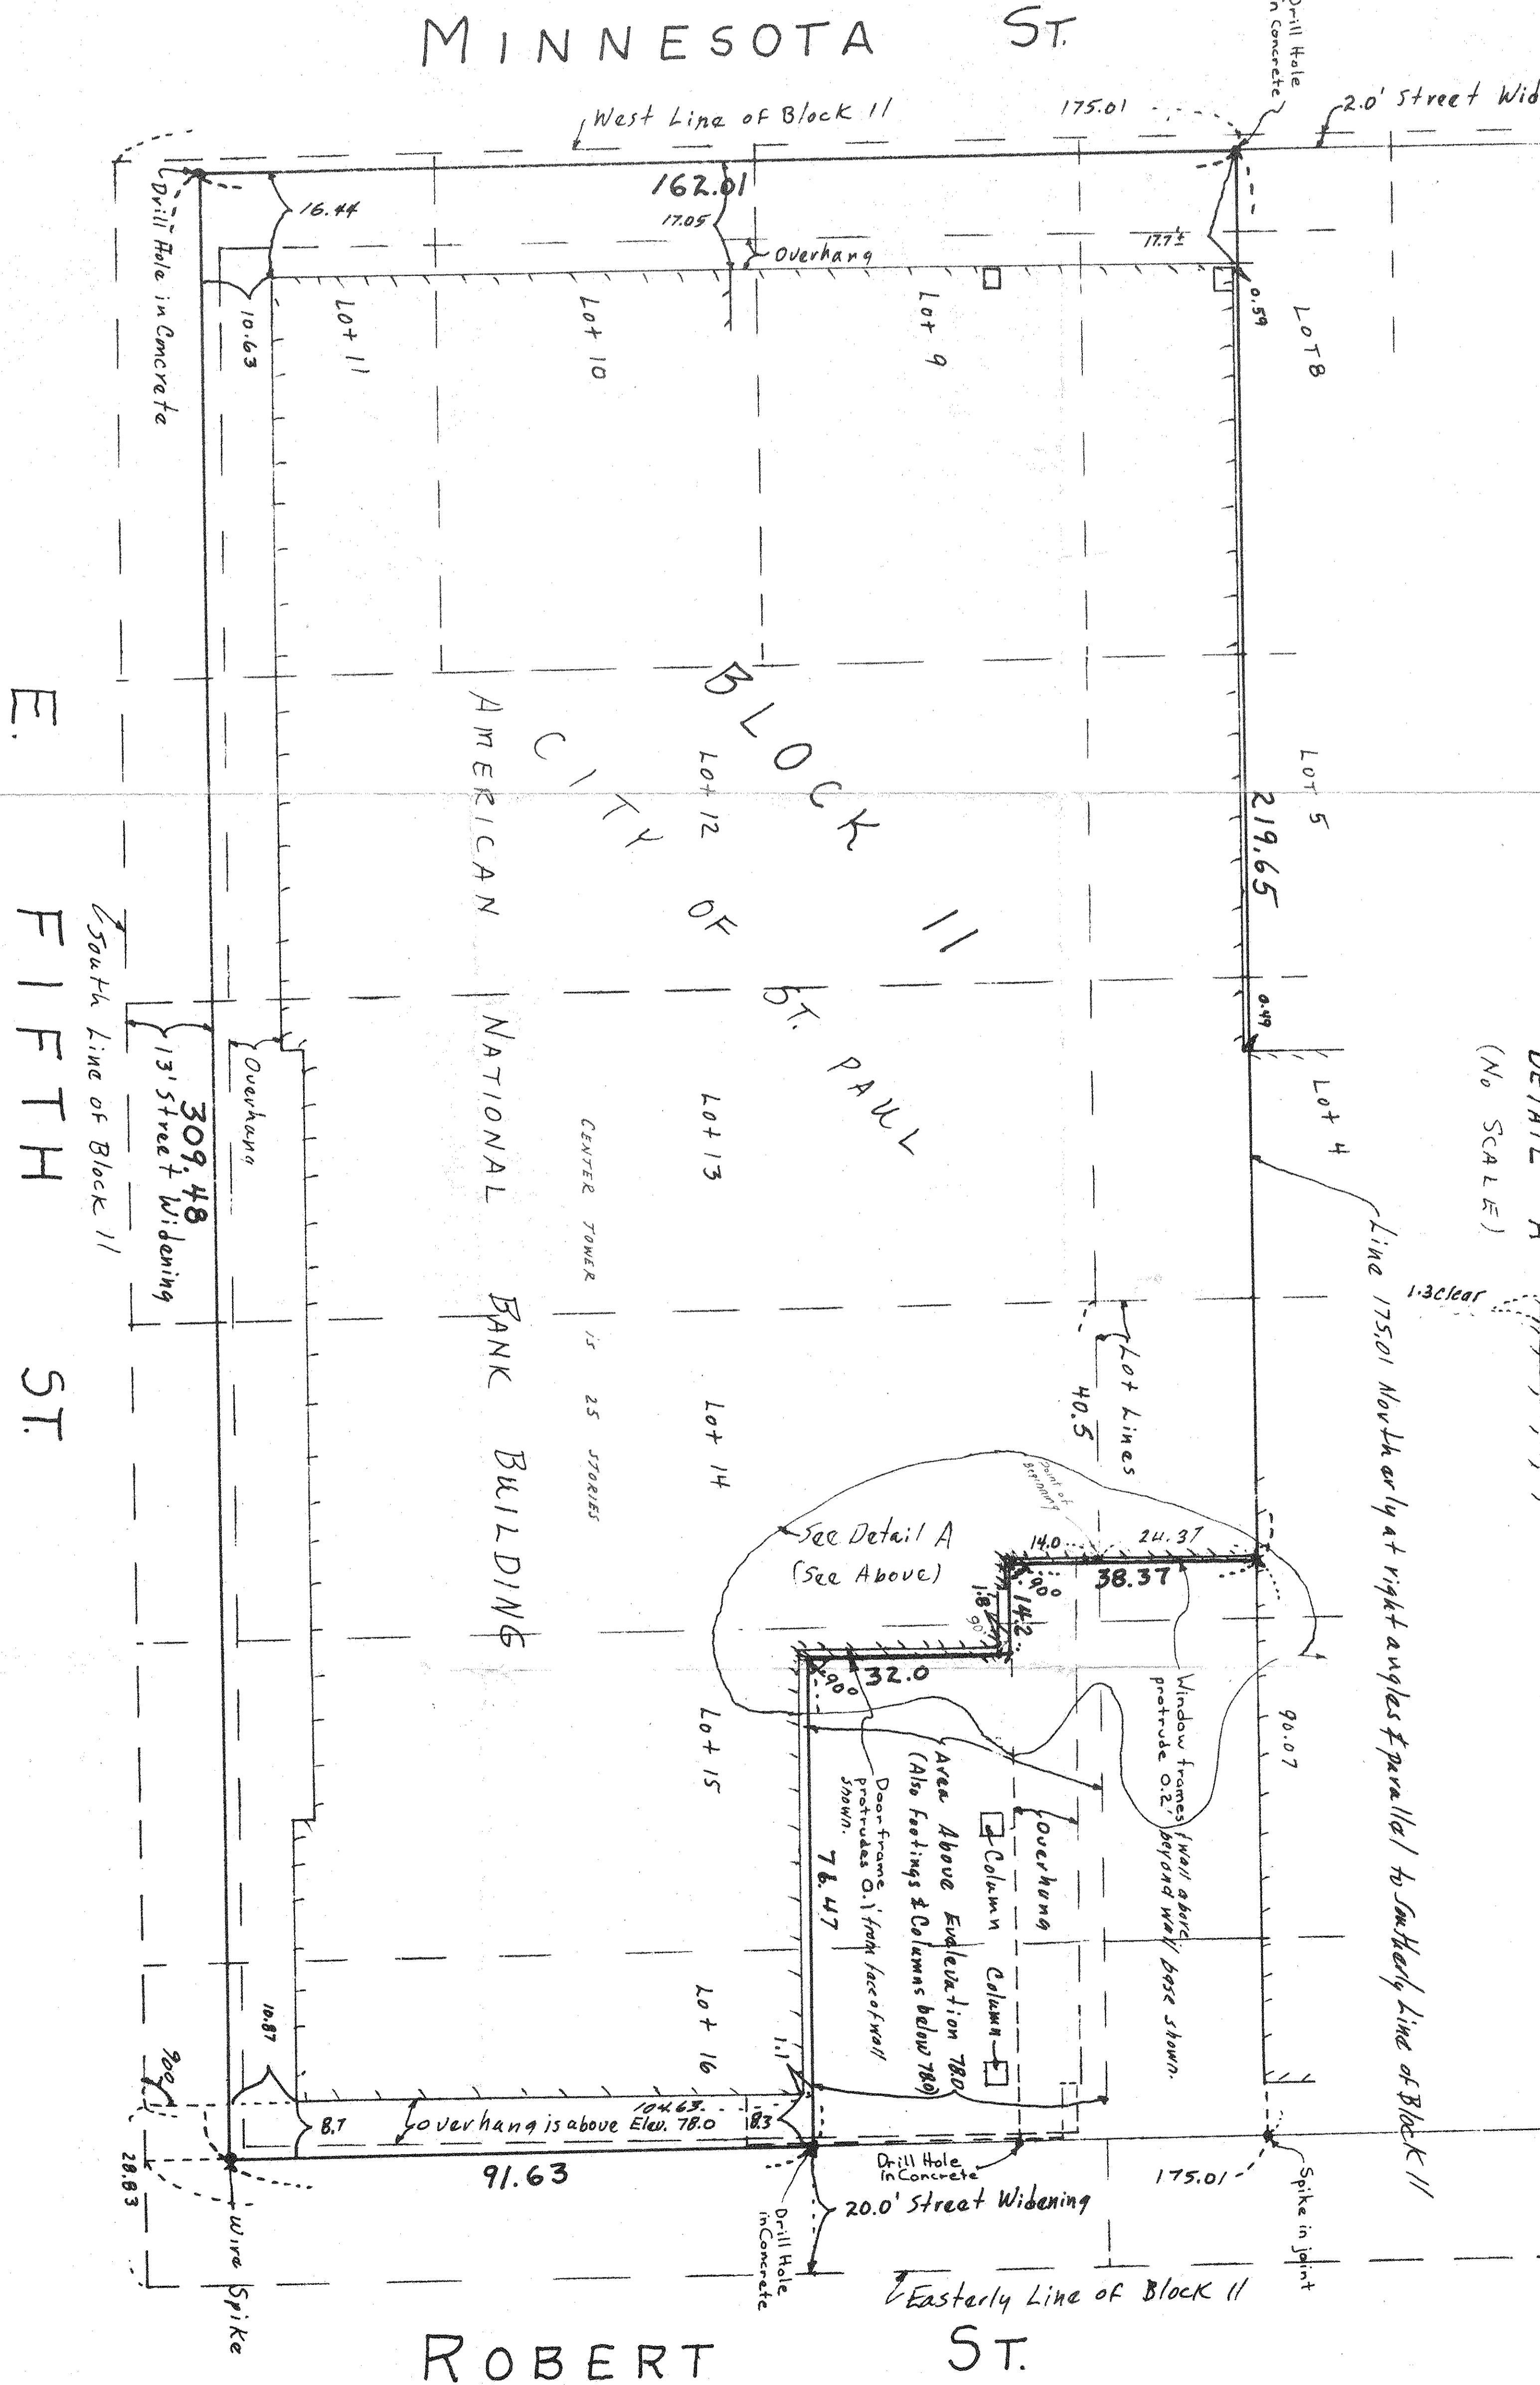 MINNESOTA ST.
Drill Hole
in Concrete
West Line of Block 11
175.01
2.0' Street Wid
162.01
Drill Hole in Concrete
16.44
17.05
Overhang
17.7±
10.63
0.59
Lot 11
Lot 10
Lot 9
LOT 8
BLOCK 11
CITY OF ST. PAUL
AMERICAN NATIONAL BANK BUILDING
CENTER TOWER is 25 STORIES
Lot 12
Lot 13
Lot 14
Lot 15
Lot 16
LOT 5
219.65
0.49
Lot 4
DETAIL A
(No SCALE)
1.3 clear
Line 175.01 Northerly at right angles & parallel to Southerly Line of Block 11
E. FIFTH ST.
South Line of Block 11
13' Street Widening
309.48
Overhang
Lot Lines
40.5
Point of
Beginning
See Detail A
(See Above)
14.0
24.37
38.37
90°
14.2
1.8
90°
32.0
90°
Window frames & wall above
protrude 0.2' beyond wall base shown.
90.07
Overhung
Column
Column
Area Above Evelevation 78.0
(Also Footings & Columns below 78.0)
Door frame
protrudes 0.1' from face of wall
shown.
76.47
10.87
90°
1.1
104.63
8.7
Overhang is above Elev. 78.0
8.3
28.83
91.63
Drill Hole
in Concrete
175.01
Spike in joint
20.0' Street Widening
Drill Hole
in Concrete
Wire Spike
Easterly Line of Block 11
ROBERT ST.